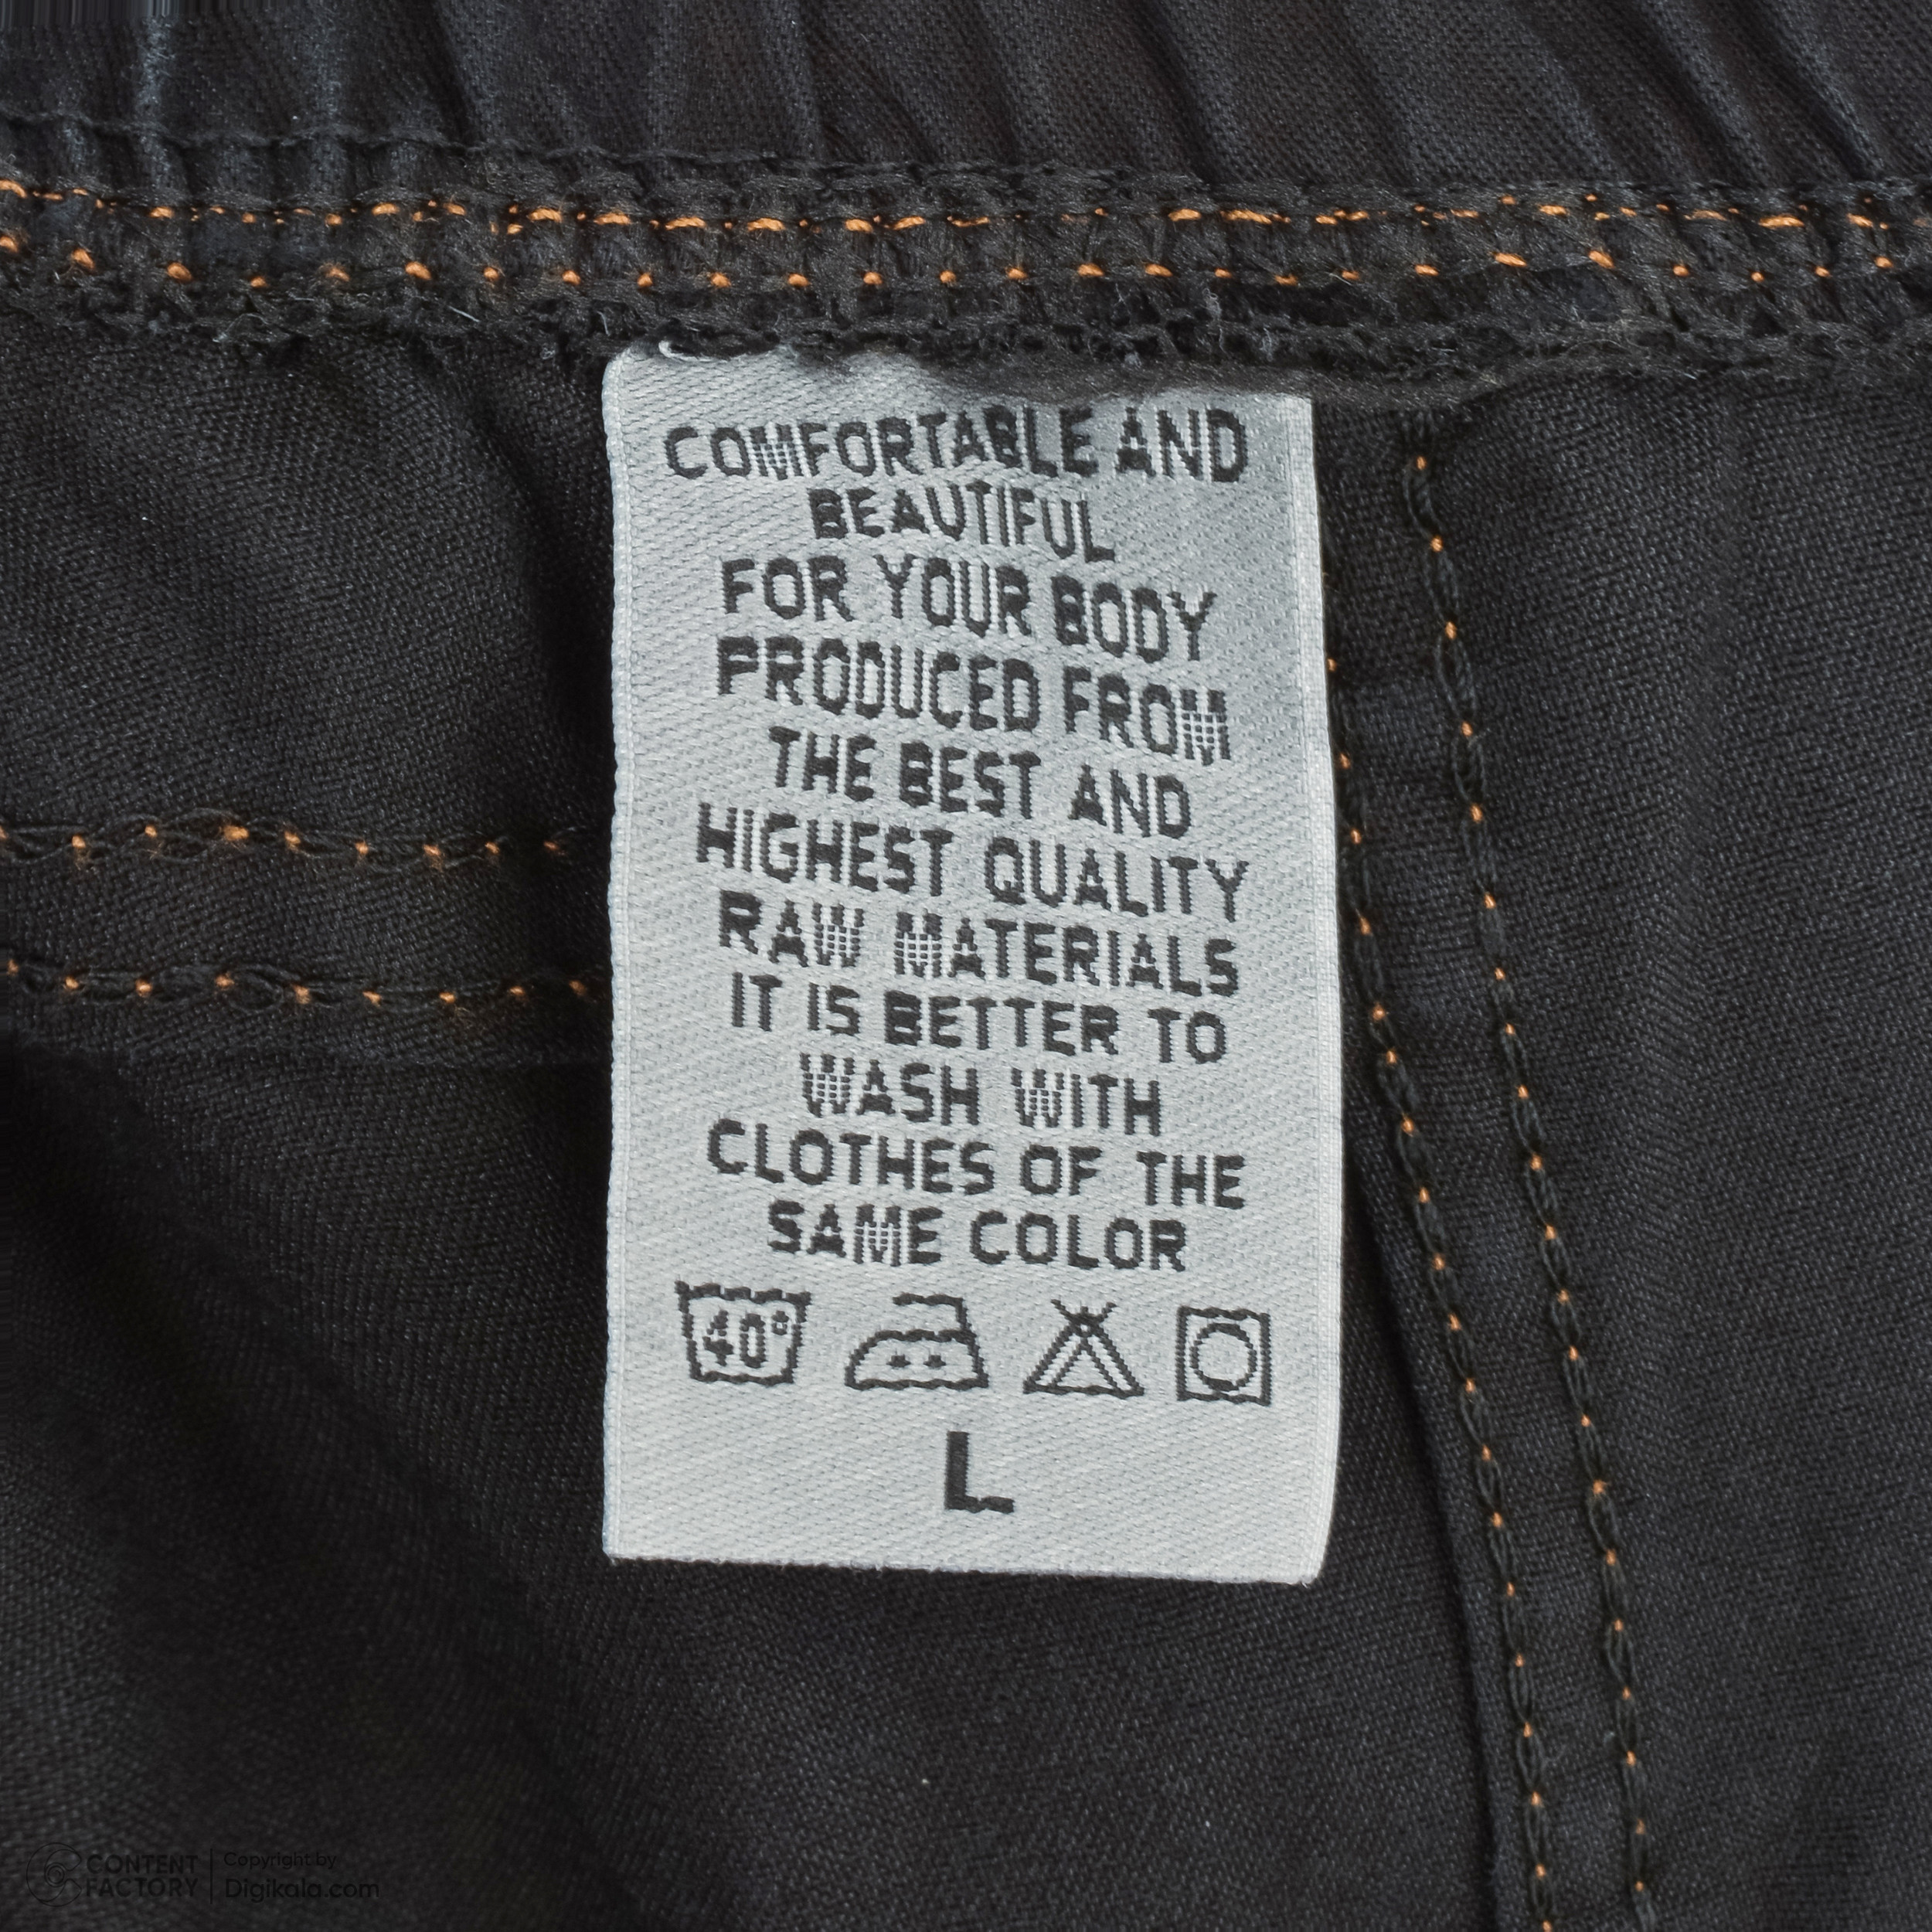 COMFORTABLE AND
BEAUTIFUL
FOR YOUR BODY
PRODUCED FROM
THE BEST AND
HIGHEST QUALITY
RAW MATERIALS
IT IS BETTER TO
WASH WITH
CLOTHES OF THE
SAME COLOR
40°
L
CONTENT FACTORY
Copyright by
Digikala.com